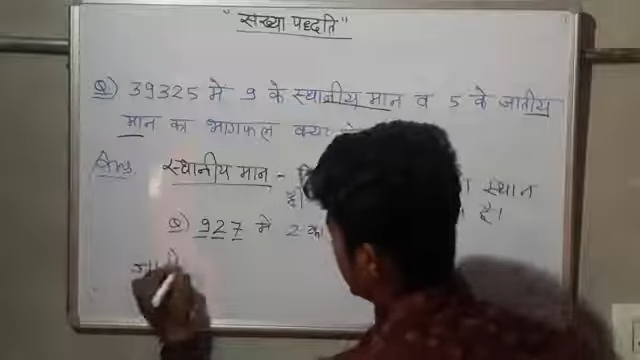 "संख्या पद्धति"
Q) 39325 में 9 के स्थानीय मान व 5 के जातीय
मान का भागफल क्या
Ans. स्थानीय मान - स्थान
है। है।
Q) 927 में 2 का